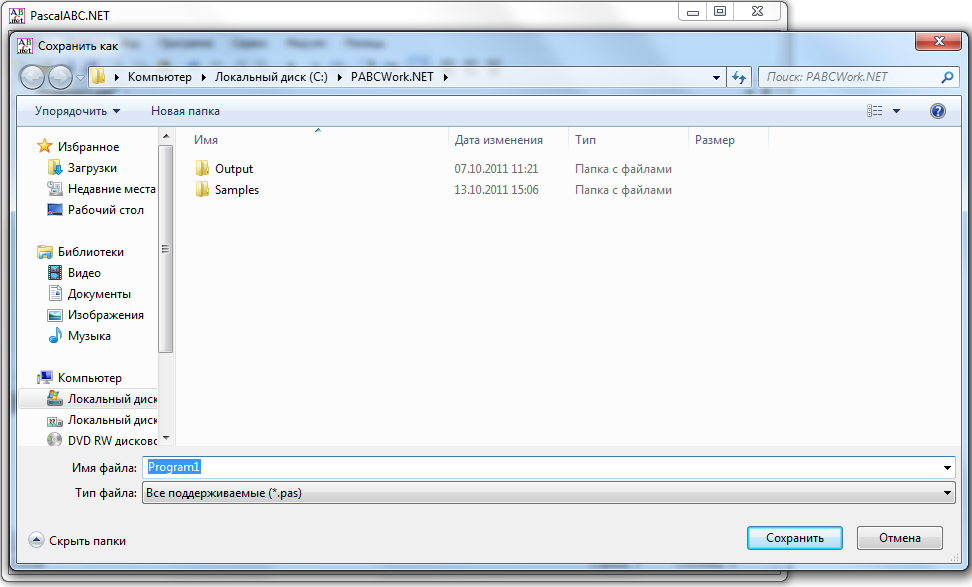 PascalABC.NET
Сохранить как
Компьютер Локальный диск (C:) PABCWork.NET
Поиск: PABCWork.NET
Упорядочить Новая папка
Имя Дата изменения Тип Размер
Output 07.10.2011 11:21 Папка с файлами
Samples 13.10.2011 15:06 Папка с файлами
Избранное
Загрузки
Недавние места
Рабочий стол
Библиотеки
Видео
Документы
Изображения
Музыка
Компьютер
Локальный диск
Локальный диск
DVD RW дисково
Имя файла: Program1
Тип файла: Все поддерживаемые (*.pas)
Скрыть папки
Сохранить Отмена